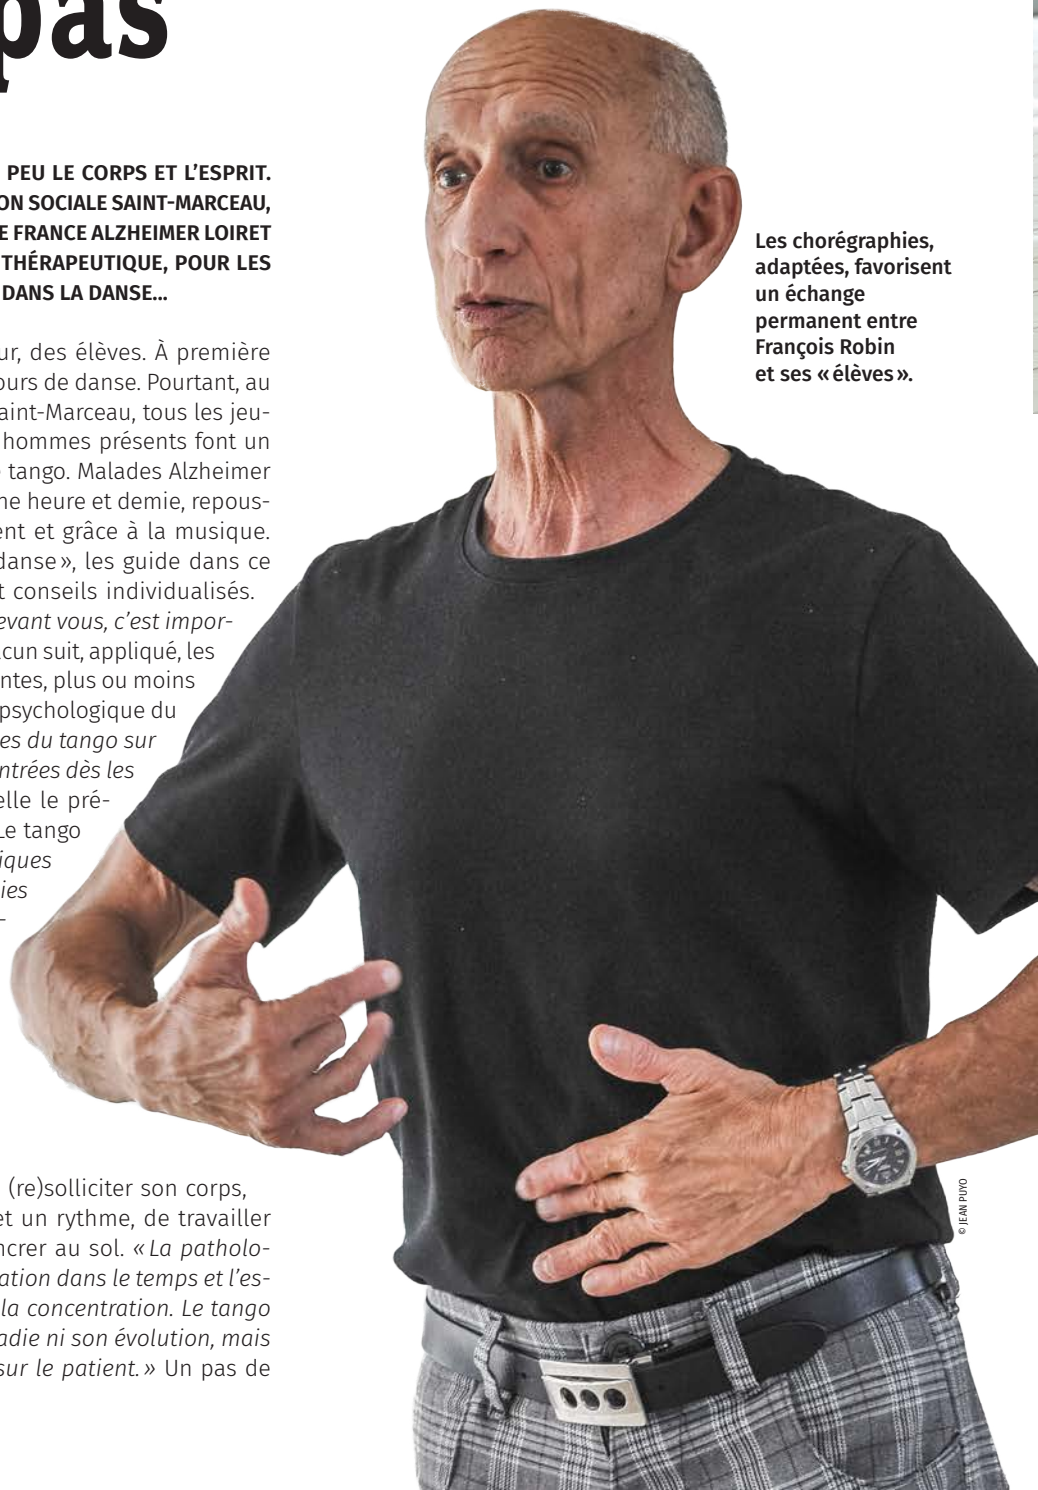 pas
PEU LE CORPS ET L'ESPRIT.
ON SOCIALE SAINT-MARCEAU,
E FRANCE ALZHEIMER LOIRET
THÉRAPEUTIQUE, POUR LES
DANS LA DANSE…
ur, des élèves. À première
ours de danse. Pourtant, au
aint-Marceau, tous les jeu-
hommes présents font un
tango. Malades Alzheimer
ne heure et demie, repous-
ent et grâce à la musique.
danse», les guide dans ce
t conseils individualisés.
evant vous, c'est impor-
acun suit, appliqué, les
ntes, plus ou moins
psychologique du
es du tango sur
ntrées dès les
elle le pré-
Le tango
iques
ies
-
(re)solliciter son corps,
et un rythme, de travailler
ncrer au sol. «La patholo-
ation dans le temps et l'es-
la concentration. Le tango
adie ni son évolution, mais
sur le patient.» Un pas de
Les chorégraphies,
adaptées, favorisent
un échange
permanent entre
François Robin
et ses «élèves».
© JEAN PUYO